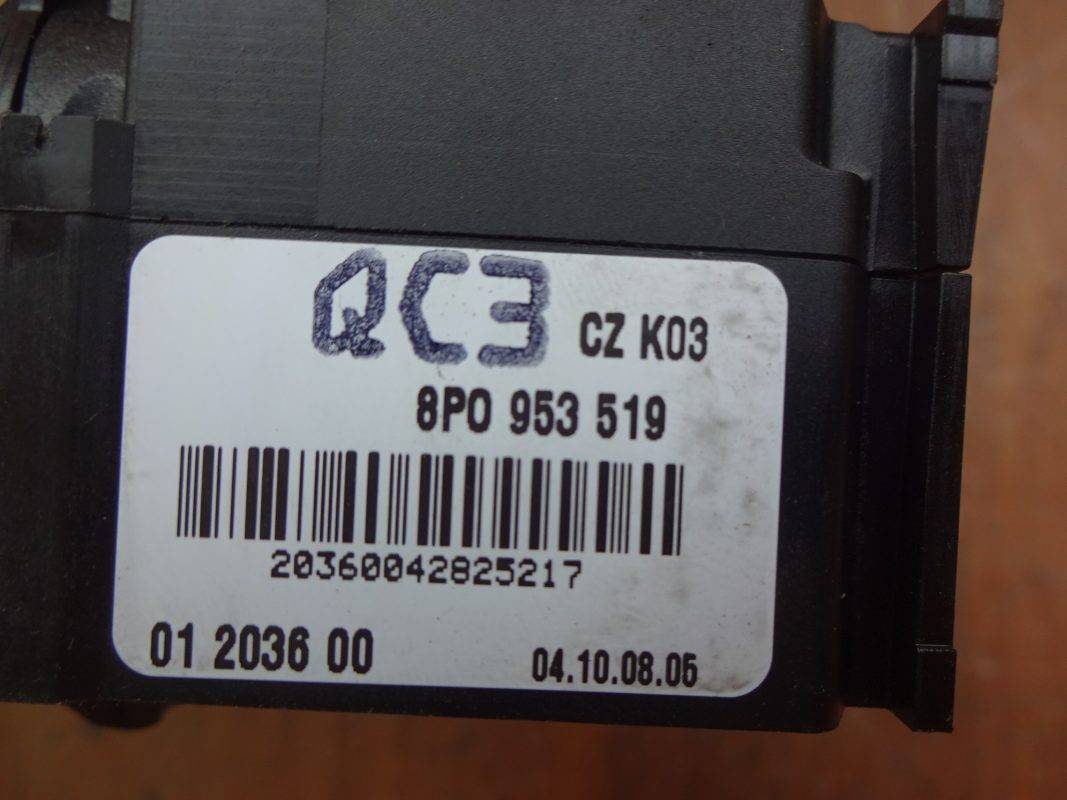 QC3
CZ K03
8P0 953 519
20360042825217
01 2036 00
04.10.08.05